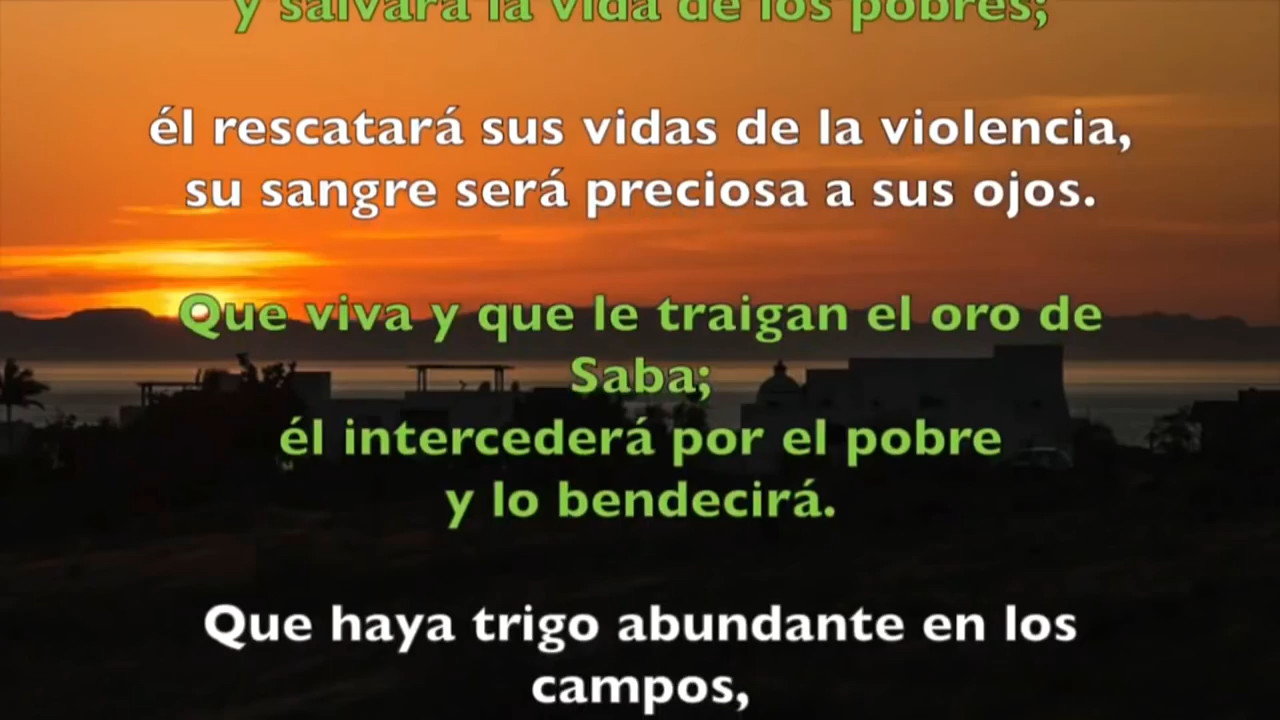 y salvará la vida de los pobres;
él rescatará sus vidas de la violencia,
su sangre será preciosa a sus ojos.
Que viva y que le traigan el oro de
Saba;
él intercederá por el pobre
y lo bendecirá.
Que haya trigo abundante en los
campos,